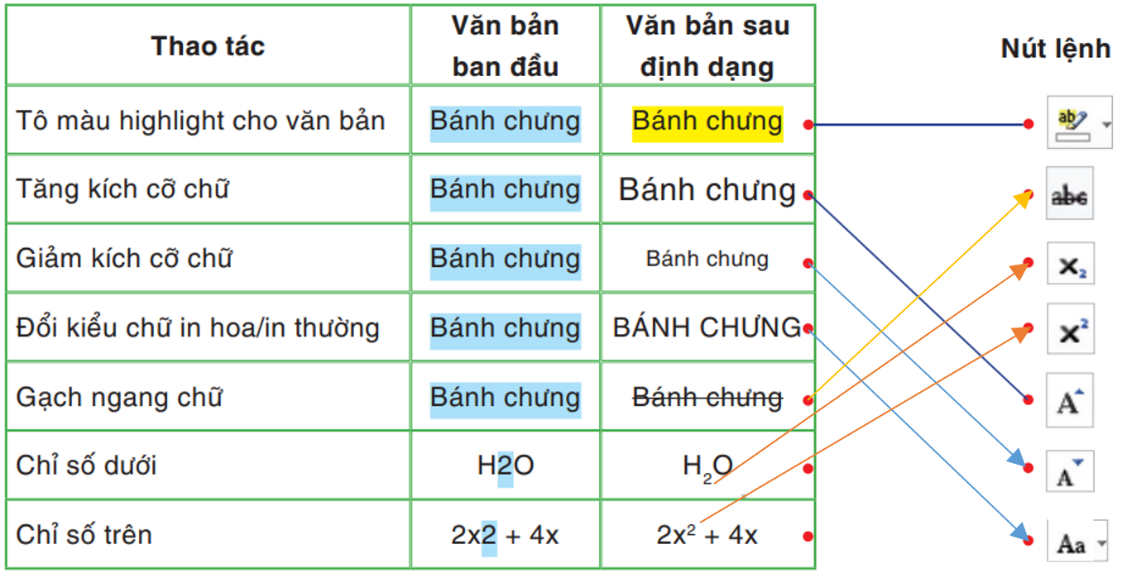 Thao tác
Văn bản
ban đầu
Văn bản sau
định dạng
Nút lệnh
Tô màu highlight cho văn bản Bánh chưng Bánh chưng ab
Tăng kích cỡ chữ Bánh chưng Bánh chưng abc
Giảm kích cỡ chữ Bánh chưng Bánh chưng x₂
Đổi kiểu chữ in hoa/in thường Bánh chưng BÁNH CHƯNG x²
Gạch ngang chữ Bánh chưng Bánh chưng A
Chỉ số dưới H2O H₂O A
Chỉ số trên 2x2 + 4x 2x² + 4x Aa